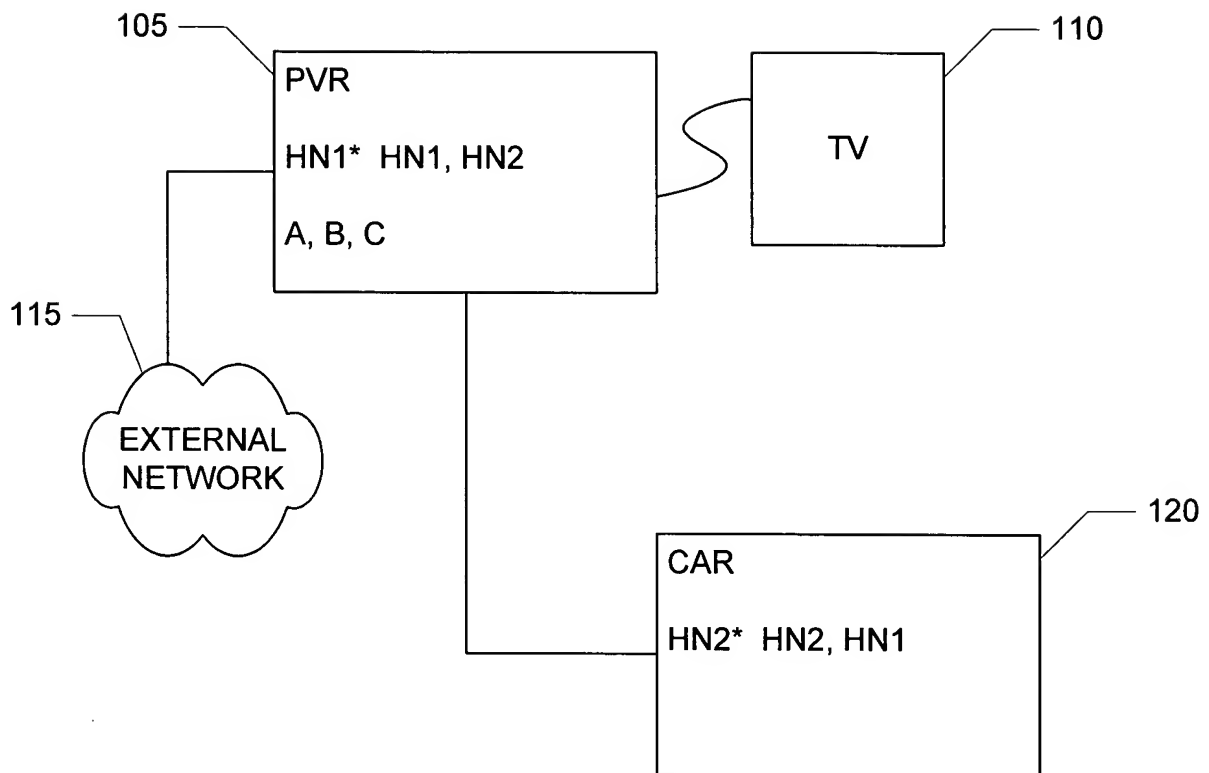 105
110
PVR
HN1* HN1, HN2
A, B, C
TV
115
EXTERNAL
NETWORK
120
CAR
HN2* HN2, HN1